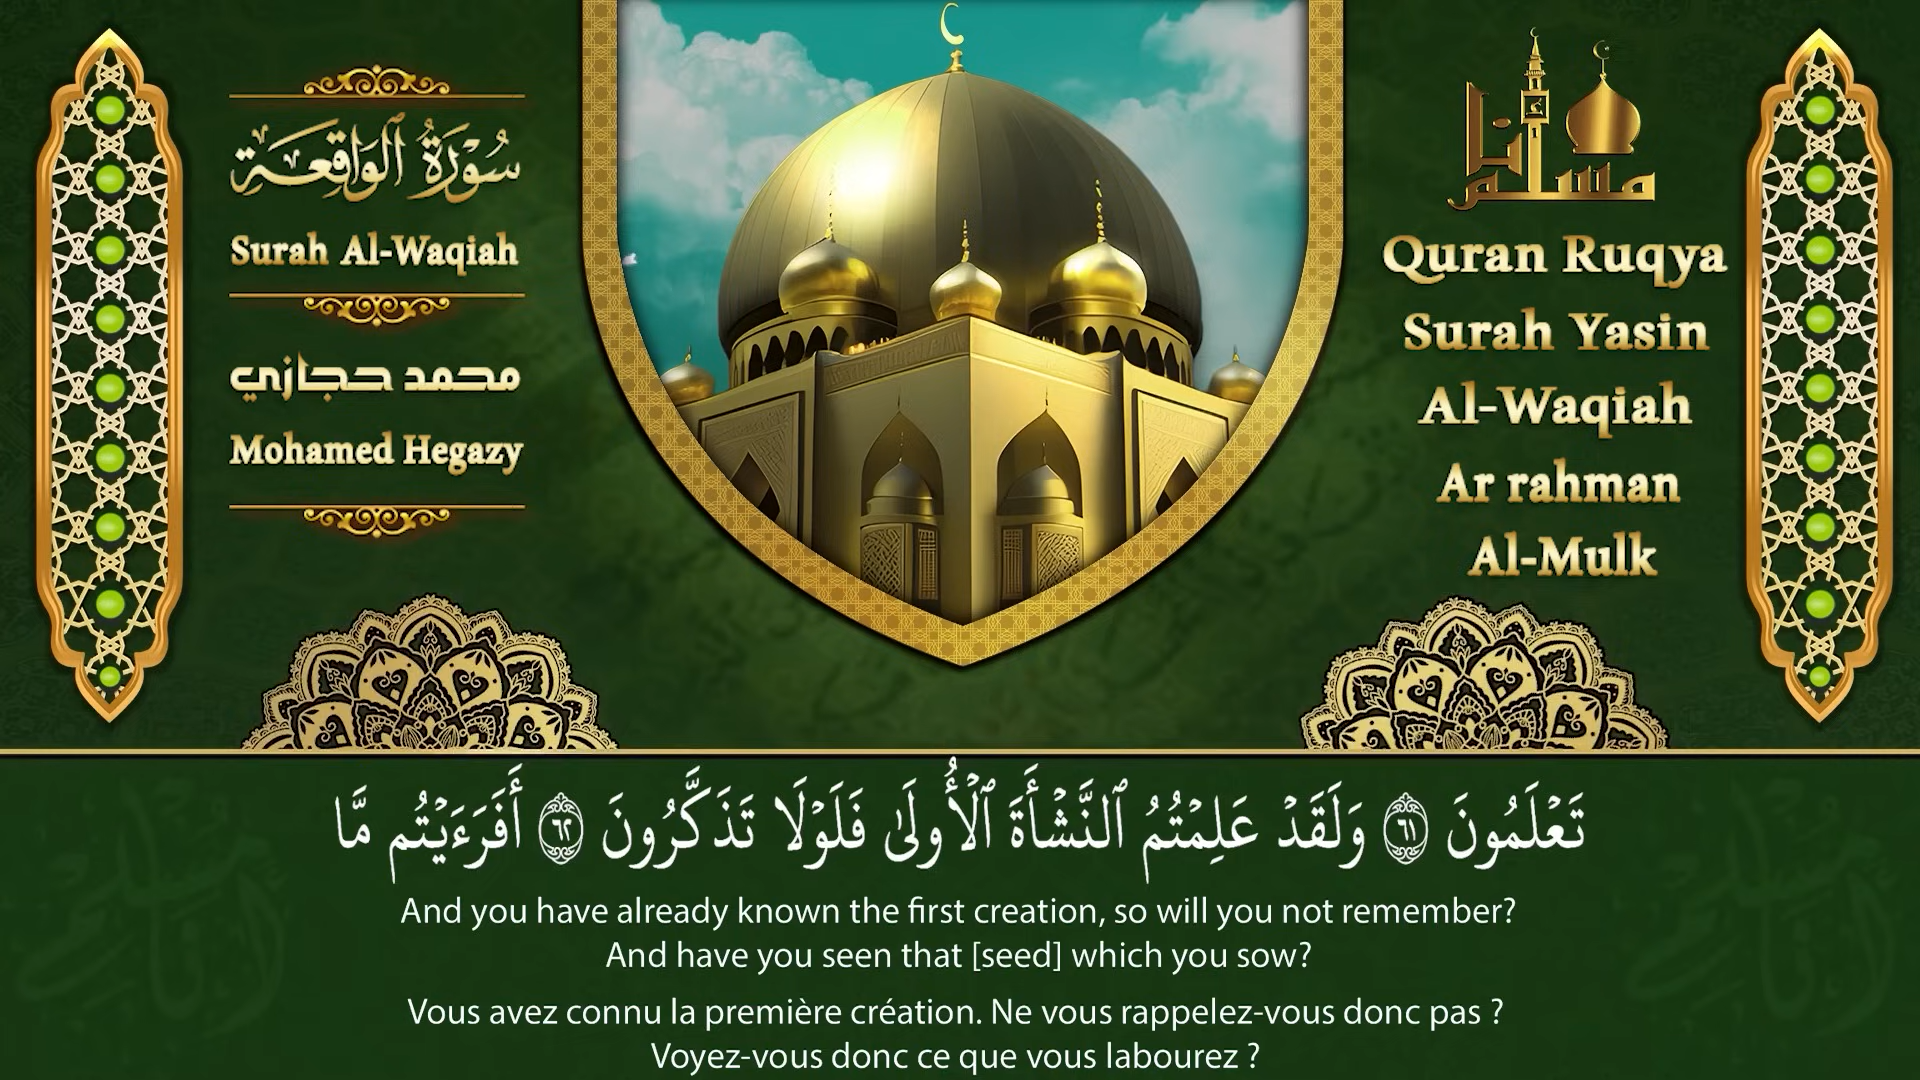 سُورَةُ الوَاقِعَة
Surah Al-Waqiah
محمد حجازي
Mohamed Hegazy
أنا مسلم
Quran Ruqya
Surah Yasin
Al-Waqiah
Ar rahman
Al-Mulk
تَعۡلَمُونَ ٦١ وَلَقَدۡ عَلِمۡتُمُ ٱلنَّشۡأَةَ ٱلۡأُولَىٰ فَلَوۡلَا تَذَكَّرُونَ ٦٢ أَفَرَءَيۡتُم مَّا
And you have already known the first creation, so will you not remember?
And have you seen that [seed] which you sow?
Vous avez connu la première création. Ne vous rappelez-vous donc pas ?
Voyez-vous donc ce que vous labourez ?